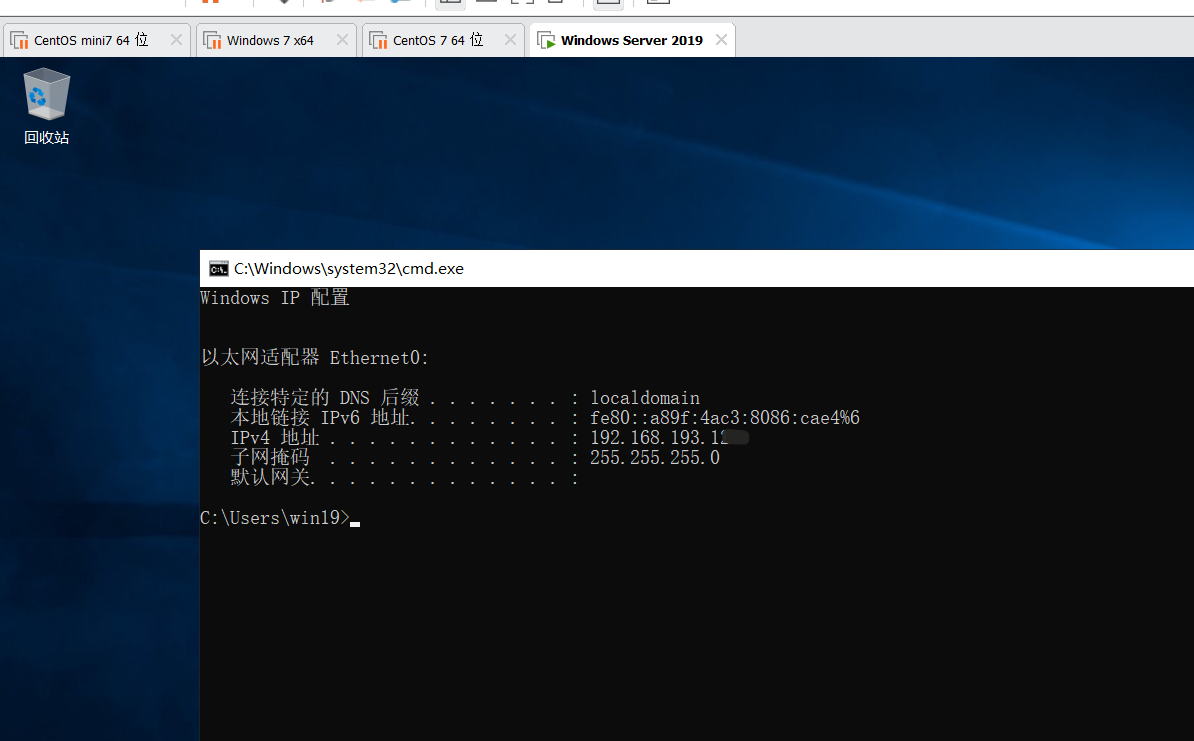 CentOS mini7 64 位
Windows 7 x64
CentOS 7 64 位
Windows Server 2019
回收站
C:\Windows\system32\cmd.exe
Windows IP 配置
以太网适配器 Ethernet0:
连接特定的 DNS 后缀 . . . . . . . : localdomain
本地链接 IPv6 地址. . . . . . . . : fe80::a89f:4ac3:8086:cae4%6
IPv4 地址 . . . . . . . . . . . . : 192.168.193.12
子网掩码 . . . . . . . . . . . . : 255.255.255.0
默认网关. . . . . . . . . . . . . :
C:\Users\win19>